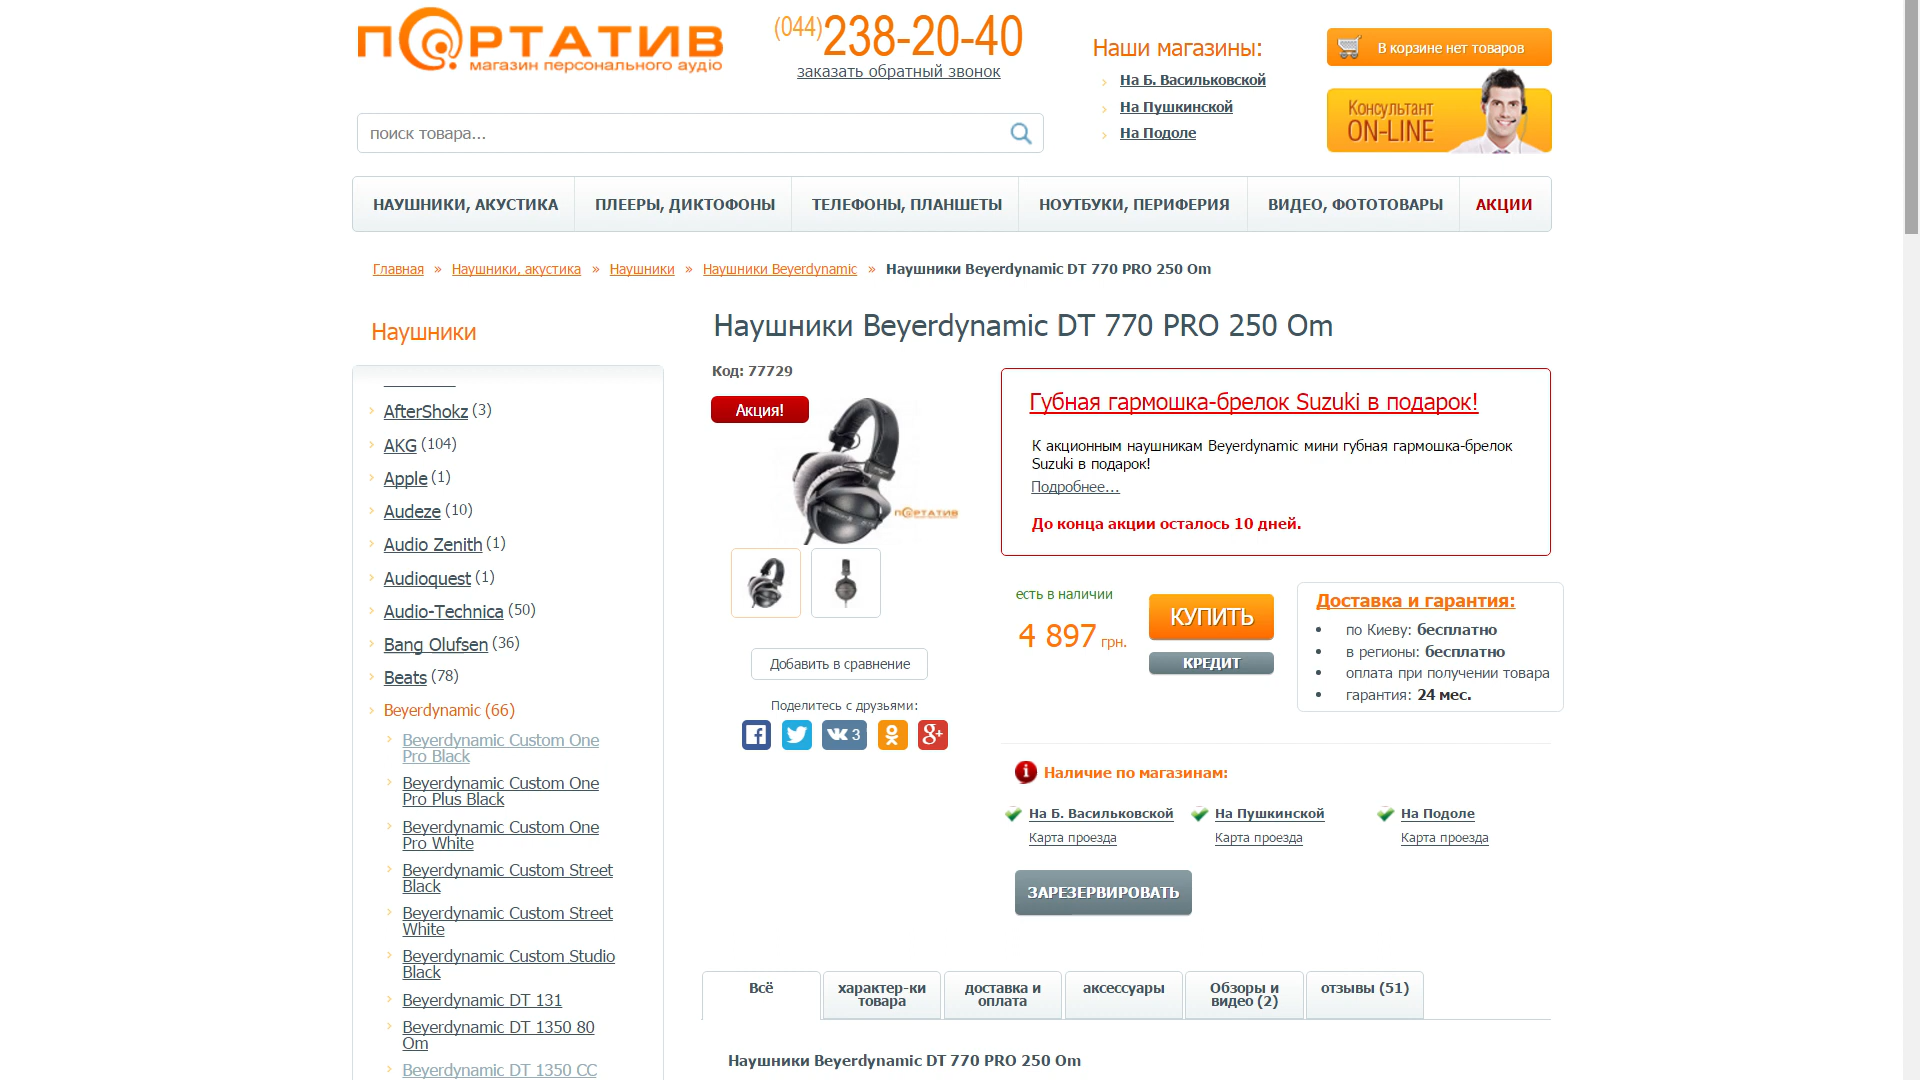 ПОРТАТИВ
магазин персонального аудіо
(044)238-20-40
заказать обратный звонок
Наши магазины:
На Б. Васильковской
На Пушкинской
На Подоле
В корзине нет товаров
Консультант
ON-LINE
поиск товара...
НАУШНИКИ, АКУСТИКА
ПЛЕЕРЫ, ДИКТОФОНЫ
ТЕЛЕФОНЫ, ПЛАНШЕТЫ
НОУТБУКИ, ПЕРИФЕРИЯ
ВИДЕО, ФОТОТОВАРЫ
АКЦИИ
Главная » Наушники, акустика » Наушники » Наушники Beyerdynamic » Наушники Beyerdynamic DT 770 PRO 250 Om
Наушники
AfterShokz (3)
AKG (104)
Apple (1)
Audeze (10)
Audio Zenith (1)
Audioquest (1)
Audio-Technica (50)
Bang Olufsen (36)
Beats (78)
Beyerdynamic (66)
Beyerdynamic Custom One
Pro Black
Beyerdynamic Custom One
Pro Plus Black
Beyerdynamic Custom One
Pro White
Beyerdynamic Custom Street
Black
Beyerdynamic Custom Street
White
Beyerdynamic Custom Studio
Black
Beyerdynamic DT 131
Beyerdynamic DT 1350 80
Om
Beyerdynamic DT 1350 CC
Наушники Beyerdynamic DT 770 PRO 250 Om
Код: 77729
Акция!
ПОРТАТИВ
Добавить в сравнение
Поделитесь с друзьями:
3
Губная гармошка-брелок Suzuki в подарок!
К акционным наушникам Beyerdynamic мини губная гармошка-брелок
Suzuki в подарок!
Подробнее...
До конца акции осталось 10 дней.
есть в наличии
4 897 грн.
КУПИТЬ
КРЕДИТ
Доставка и гарантия:
• по Киеву: бесплатно
• в регионы: бесплатно
• оплата при получении товара
• гарантия: 24 мес.
Наличие по магазинам:
На Б. Васильковской
Карта проезда
На Пушкинской
Карта проезда
На Подоле
Карта проезда
ЗАРЕЗЕРВИРОВАТЬ
Всё
характер-ки
товара
доставка и
оплата
аксессуары
Обзоры и
видео (2)
отзывы (51)
Наушники Beyerdynamic DT 770 PRO 250 Om